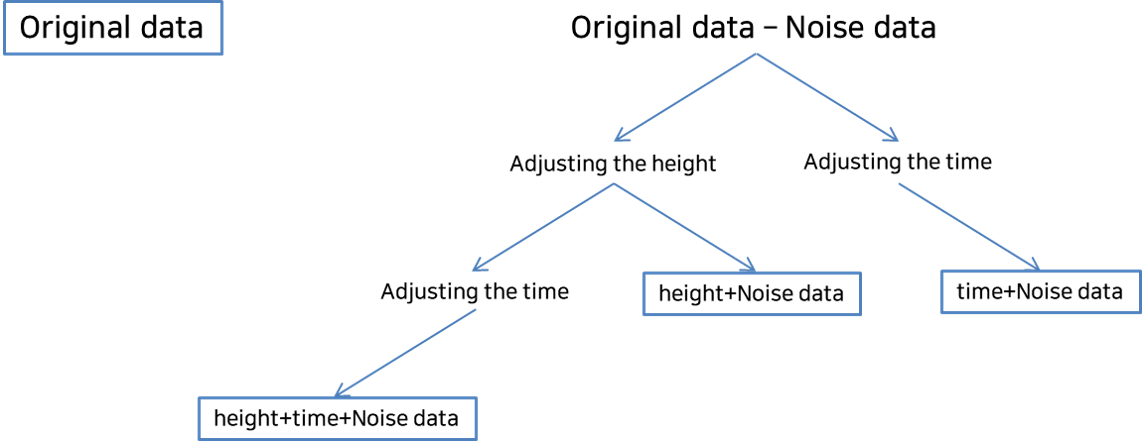 Original data
Original data – Noise data
Adjusting the height
Adjusting the time
Adjusting the time
height+Noise data
time+Noise data
height+time+Noise data